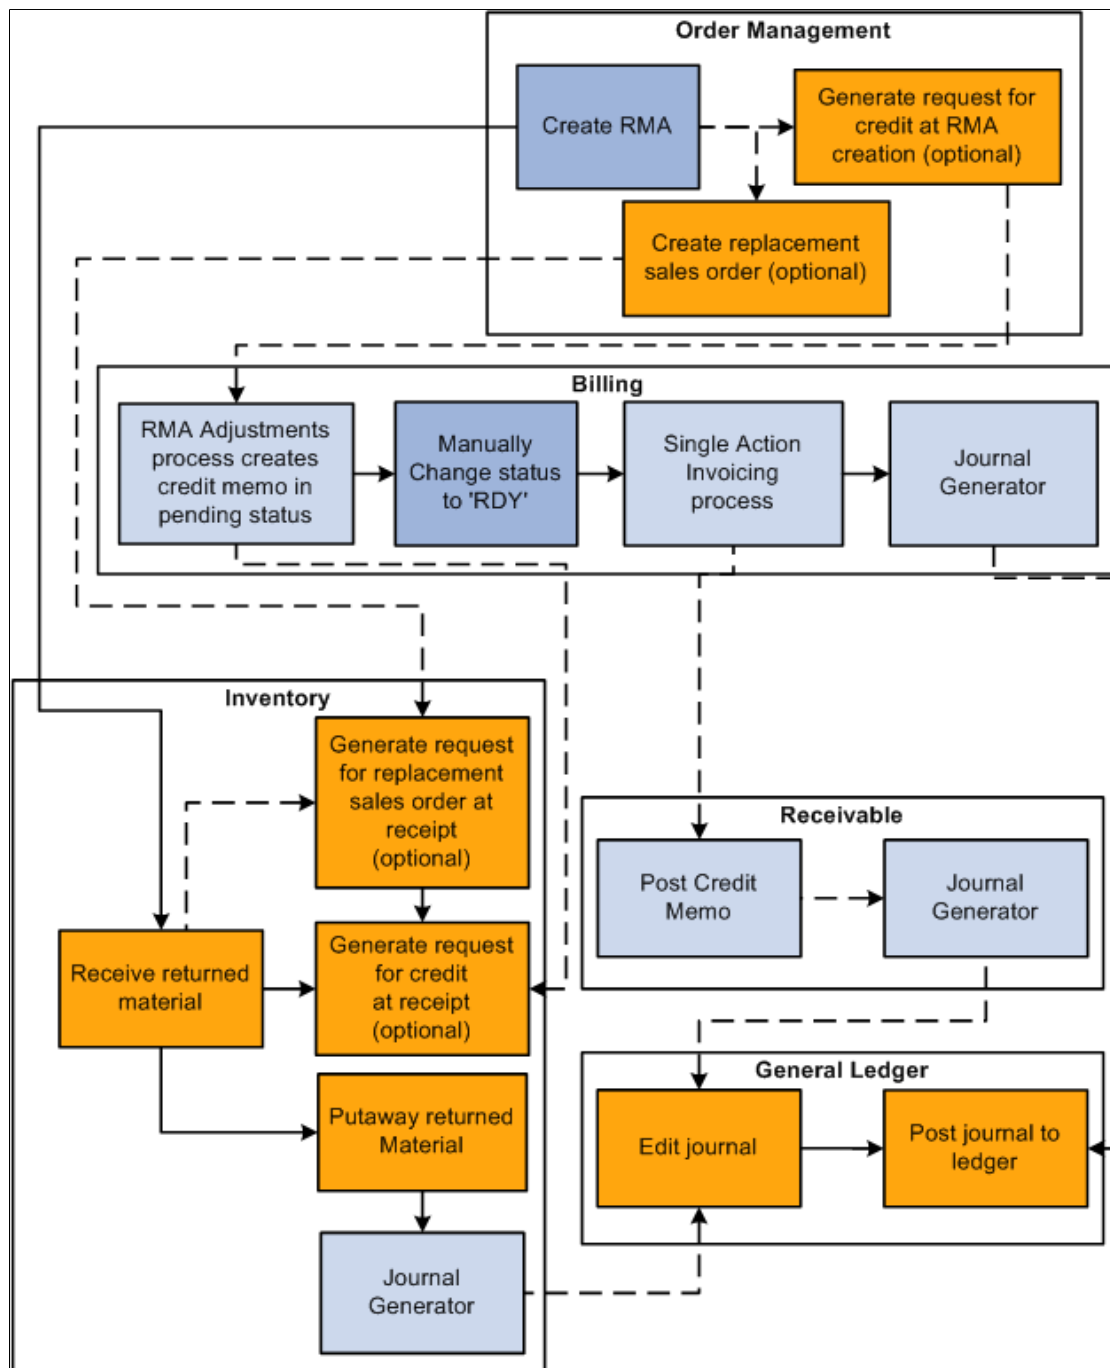 Order Management
Create RMA
Generate request for
credit at RMA
creation (optional)
Create replacement
sales order (optional)
Billing
RMA Adjustments
process creates
credit memo in
pending status
Manually
Change status
to 'RDY'
Single Action
Invoicing
process
Journal
Generator
Inventory
Generate request
for replacement
sales order at
receipt
(optional)
Receive returned
material
Generate request
for credit
at receipt
(optional)
Putaway returned
Material
Journal
Generator
Receivable
Post Credit
Memo
Journal
Generator
General Ledger
Edit journal
Post journal to
ledger